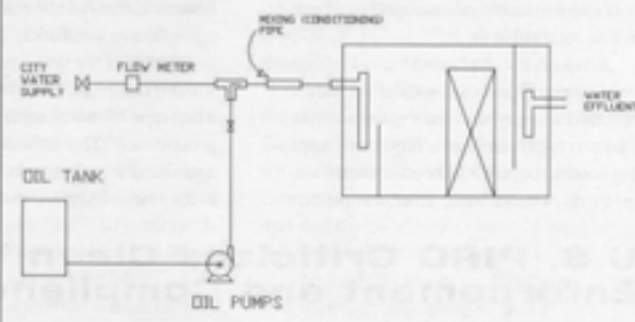 MIXING (CONDITIONING)
PIPE
CITY
WATER
SUPPLY
FLOW METER
WATER
EFFLUENT
OIL TANK
OIL PUMPS